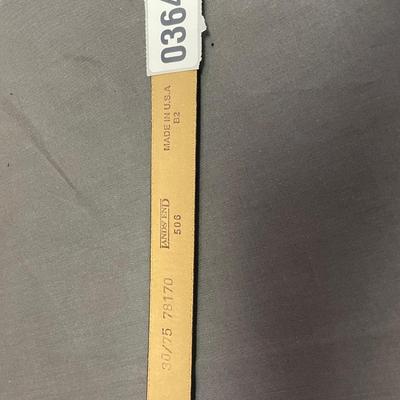 0364
MADE IN U.S.A
B2
LANDS' END
506
30/75 78170